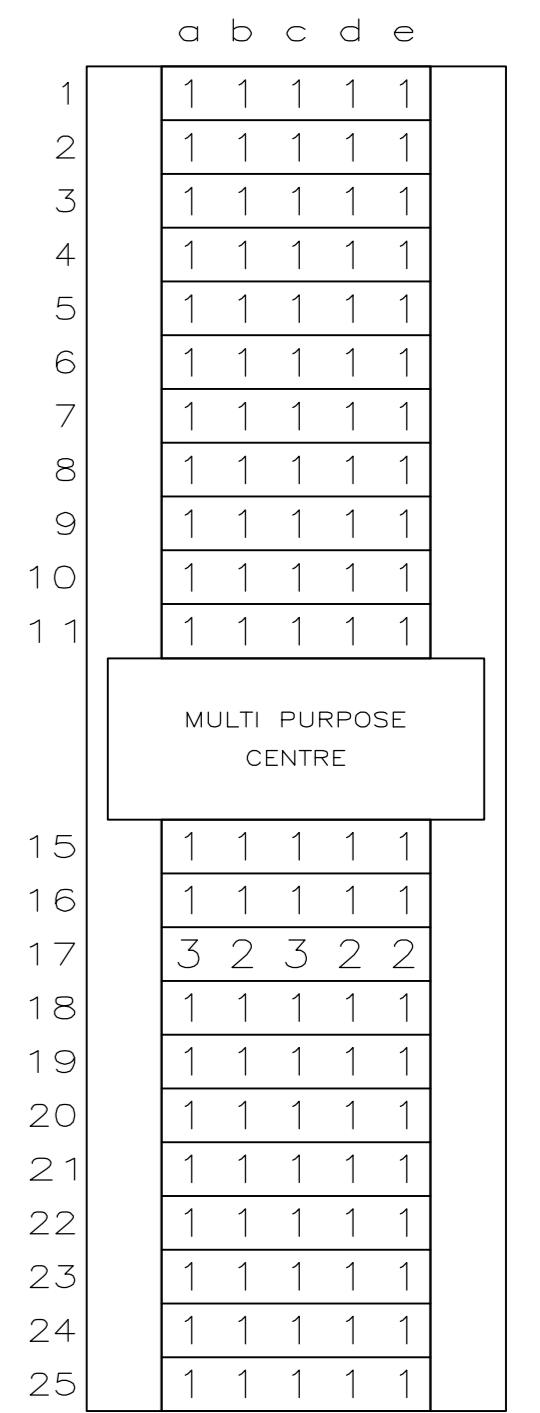 a b c d e
1 1 1 1 1 1
2 1 1 1 1 1
3 1 1 1 1 1
4 1 1 1 1 1
5 1 1 1 1 1
6 1 1 1 1 1
7 1 1 1 1 1
8 1 1 1 1 1
9 1 1 1 1 1
10 1 1 1 1 1
11 1 1 1 1 1
MULTI PURPOSE
CENTRE
15 1 1 1 1 1
16 1 1 1 1 1
17 3 2 3 2 2
18 1 1 1 1 1
19 1 1 1 1 1
20 1 1 1 1 1
21 1 1 1 1 1
22 1 1 1 1 1
23 1 1 1 1 1
24 1 1 1 1 1
25 1 1 1 1 1